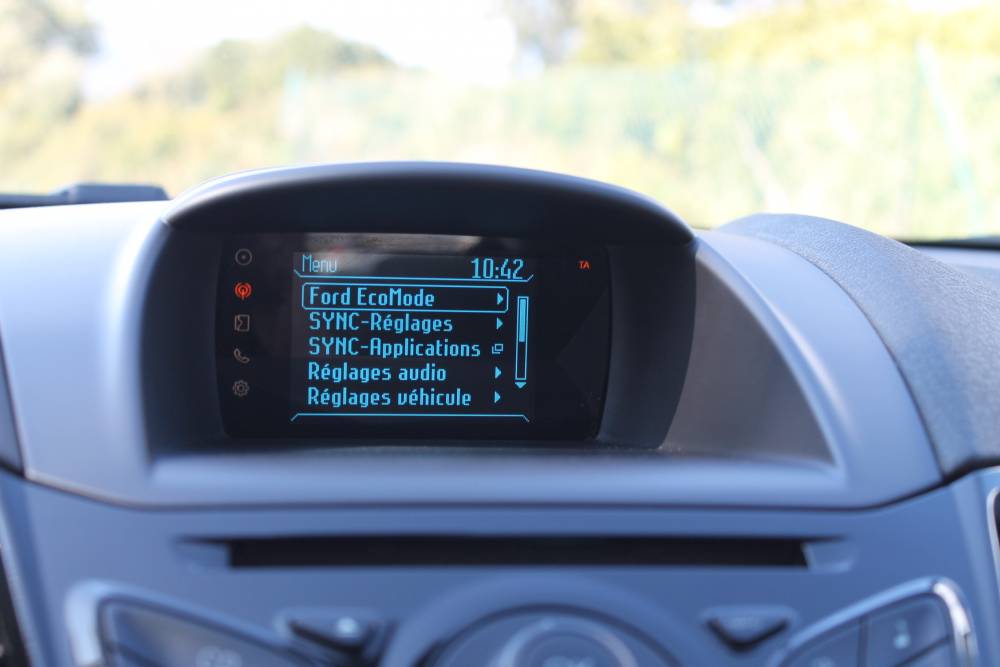 Menu 10:42 TA
Ford EcoMode
SYNC-Réglages
SYNC-Applications
Réglages audio
Réglages véhicule